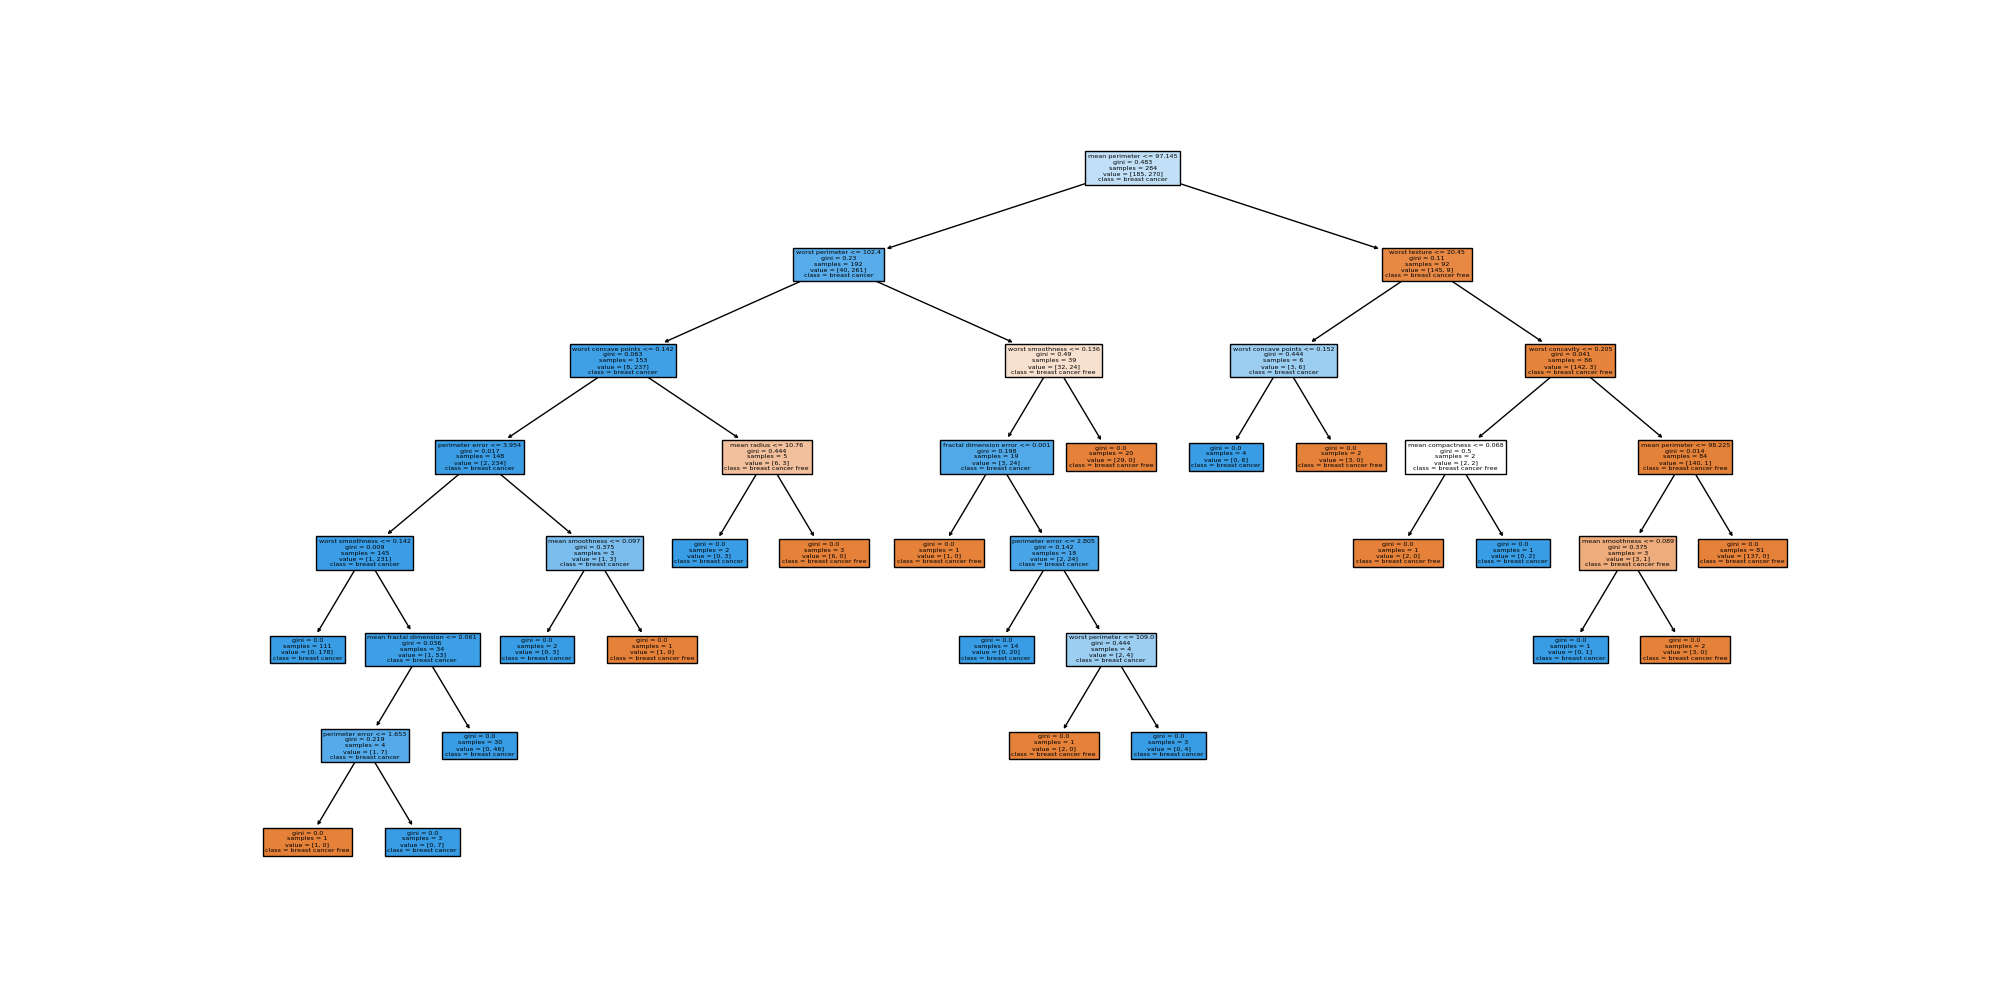 mean perimeter <= 97.145
gini = 0.483
samples = 284
value = [185, 270]
class = breast cancer
worst perimeter <= 102.4
gini = 0.23
samples = 192
value = [40, 261]
class = breast cancer
worst texture <= 20.45
gini = 0.11
samples = 92
value = [145, 9]
class = breast cancer free
worst concave points <= 0.142
gini = 0.063
samples = 153
value = [8, 237]
class = breast cancer
worst smoothness <= 0.136
gini = 0.49
samples = 39
value = [32, 24]
class = breast cancer free
worst concave points <= 0.152
gini = 0.444
samples = 6
value = [3, 6]
class = breast cancer
worst concavity <= 0.205
gini = 0.041
samples = 86
value = [142, 3]
class = breast cancer free
perimeter error <= 3.954
gini = 0.017
samples = 148
value = [2, 234]
class = breast cancer
mean radius <= 10.76
gini = 0.444
samples = 5
value = [6, 3]
class = breast cancer free
fractal dimension error <= 0.001
gini = 0.198
samples = 19
value = [3, 24]
class = breast cancer
gini = 0.0
samples = 20
value = [29, 0]
class = breast cancer free
gini = 0.0
samples = 4
value = [0, 6]
class = breast cancer
gini = 0.0
samples = 2
value = [3, 0]
class = breast cancer free
mean compactness <= 0.068
gini = 0.5
samples = 2
value = [2, 2]
class = breast cancer free
mean perimeter <= 98.225
gini = 0.014
samples = 84
value = [140, 1]
class = breast cancer free
worst smoothness <= 0.142
gini = 0.009
samples = 145
value = [1, 231]
class = breast cancer
mean smoothness <= 0.097
gini = 0.375
samples = 3
value = [1, 3]
class = breast cancer
gini = 0.0
samples = 2
value = [0, 3]
class = breast cancer
gini = 0.0
samples = 3
value = [6, 0]
class = breast cancer free
gini = 0.0
samples = 1
value = [1, 0]
class = breast cancer free
perimeter error <= 2.805
gini = 0.142
samples = 18
value = [2, 24]
class = breast cancer
gini = 0.0
samples = 1
value = [2, 0]
class = breast cancer free
gini = 0.0
samples = 1
value = [0, 2]
class = breast cancer
mean smoothness <= 0.089
gini = 0.375
samples = 3
value = [3, 1]
class = breast cancer free
gini = 0.0
samples = 81
value = [137, 0]
class = breast cancer free
gini = 0.0
samples = 111
value = [0, 178]
class = breast cancer
mean fractal dimension <= 0.061
gini = 0.036
samples = 34
value = [1, 53]
class = breast cancer
gini = 0.0
samples = 2
value = [0, 3]
class = breast cancer
gini = 0.0
samples = 1
value = [1, 0]
class = breast cancer free
gini = 0.0
samples = 14
value = [0, 20]
class = breast cancer
worst perimeter <= 109.0
gini = 0.444
samples = 4
value = [2, 4]
class = breast cancer
gini = 0.0
samples = 1
value = [0, 1]
class = breast cancer
gini = 0.0
samples = 2
value = [3, 0]
class = breast cancer free
perimeter error <= 1.653
gini = 0.219
samples = 4
value = [1, 7]
class = breast cancer
gini = 0.0
samples = 30
value = [0, 46]
class = breast cancer
gini = 0.0
samples = 1
value = [2, 0]
class = breast cancer free
gini = 0.0
samples = 3
value = [0, 4]
class = breast cancer
gini = 0.0
samples = 1
value = [1, 0]
class = breast cancer free
gini = 0.0
samples = 3
value = [0, 7]
class = breast cancer